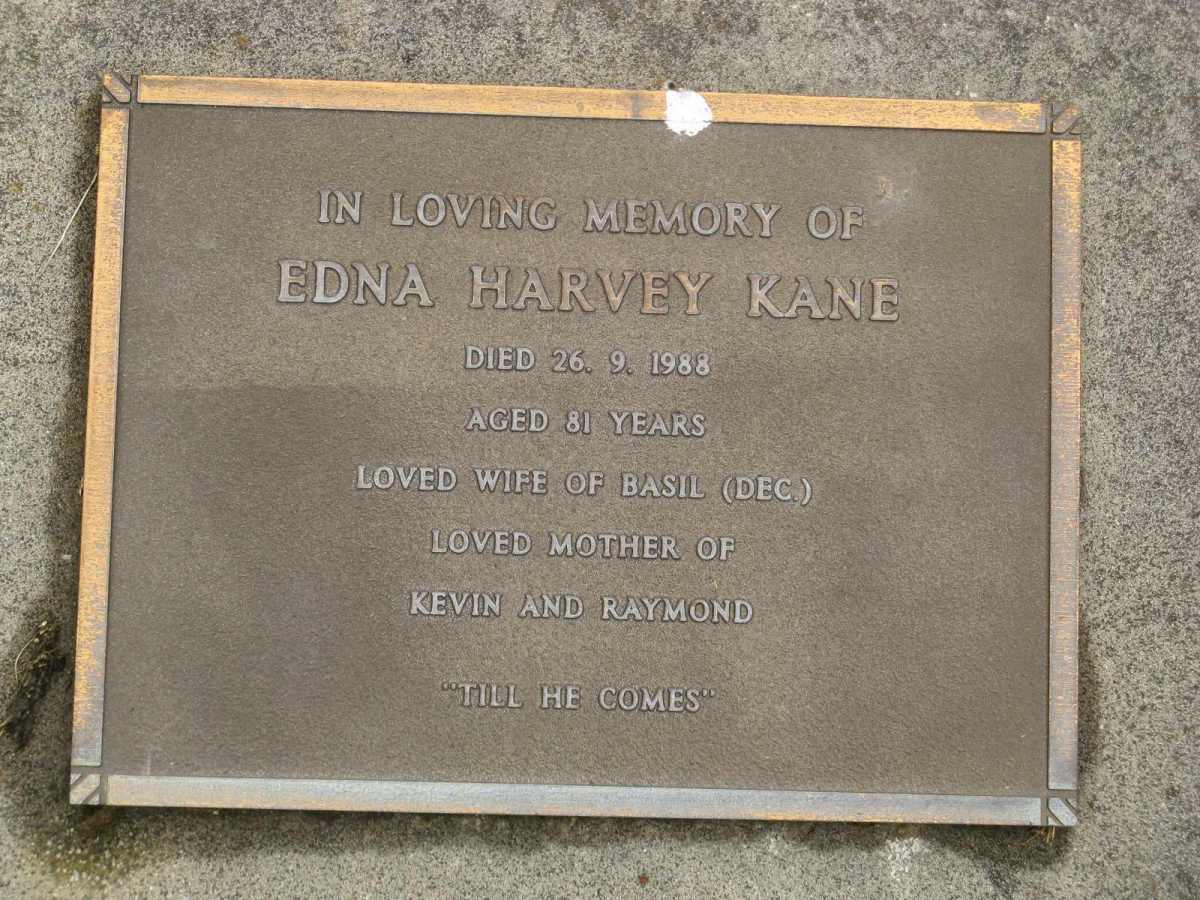 IN LOVING MEMORY OF
EDNA HARVEY KANE
DIED 26. 9. 1988
AGED 81 YEARS
LOVED WIFE OF BASIL (DEC.)
LOVED MOTHER OF
KEVIN AND RAYMOND
"TILL HE COMES"